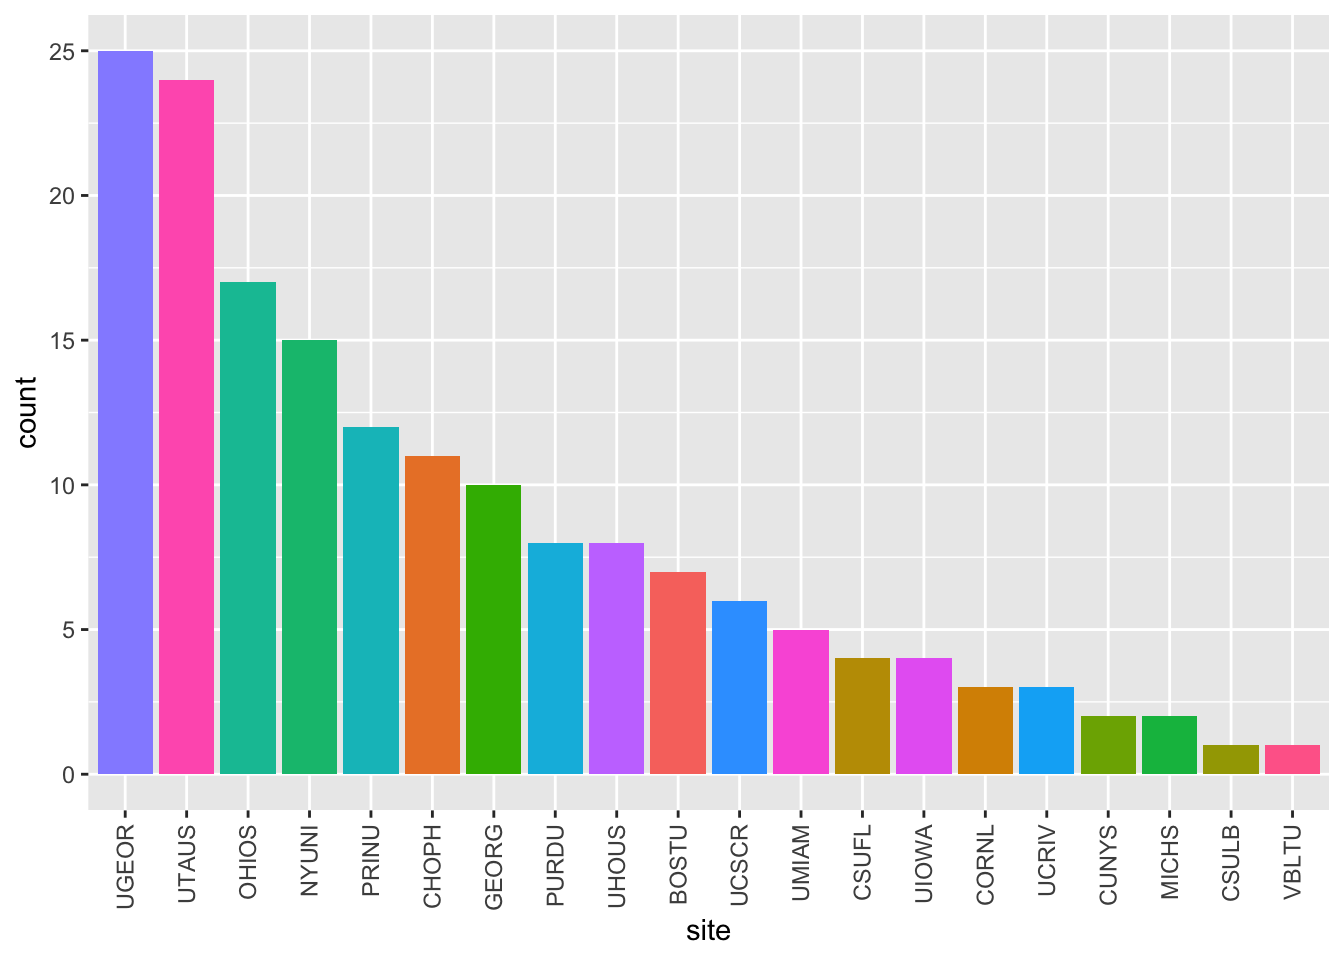 25
20
15
10
5
0
count
UGEOR
UTAUS
OHIOS
NYUNI
PRINU
CHOPH
GEORG
PURDU
UHOUS
BOSTU
UCSCR
UMIAM
CSUFL
UIOWA
CORNL
UCRIV
CUNYS
MICHS
CSULB
VBLTU
site